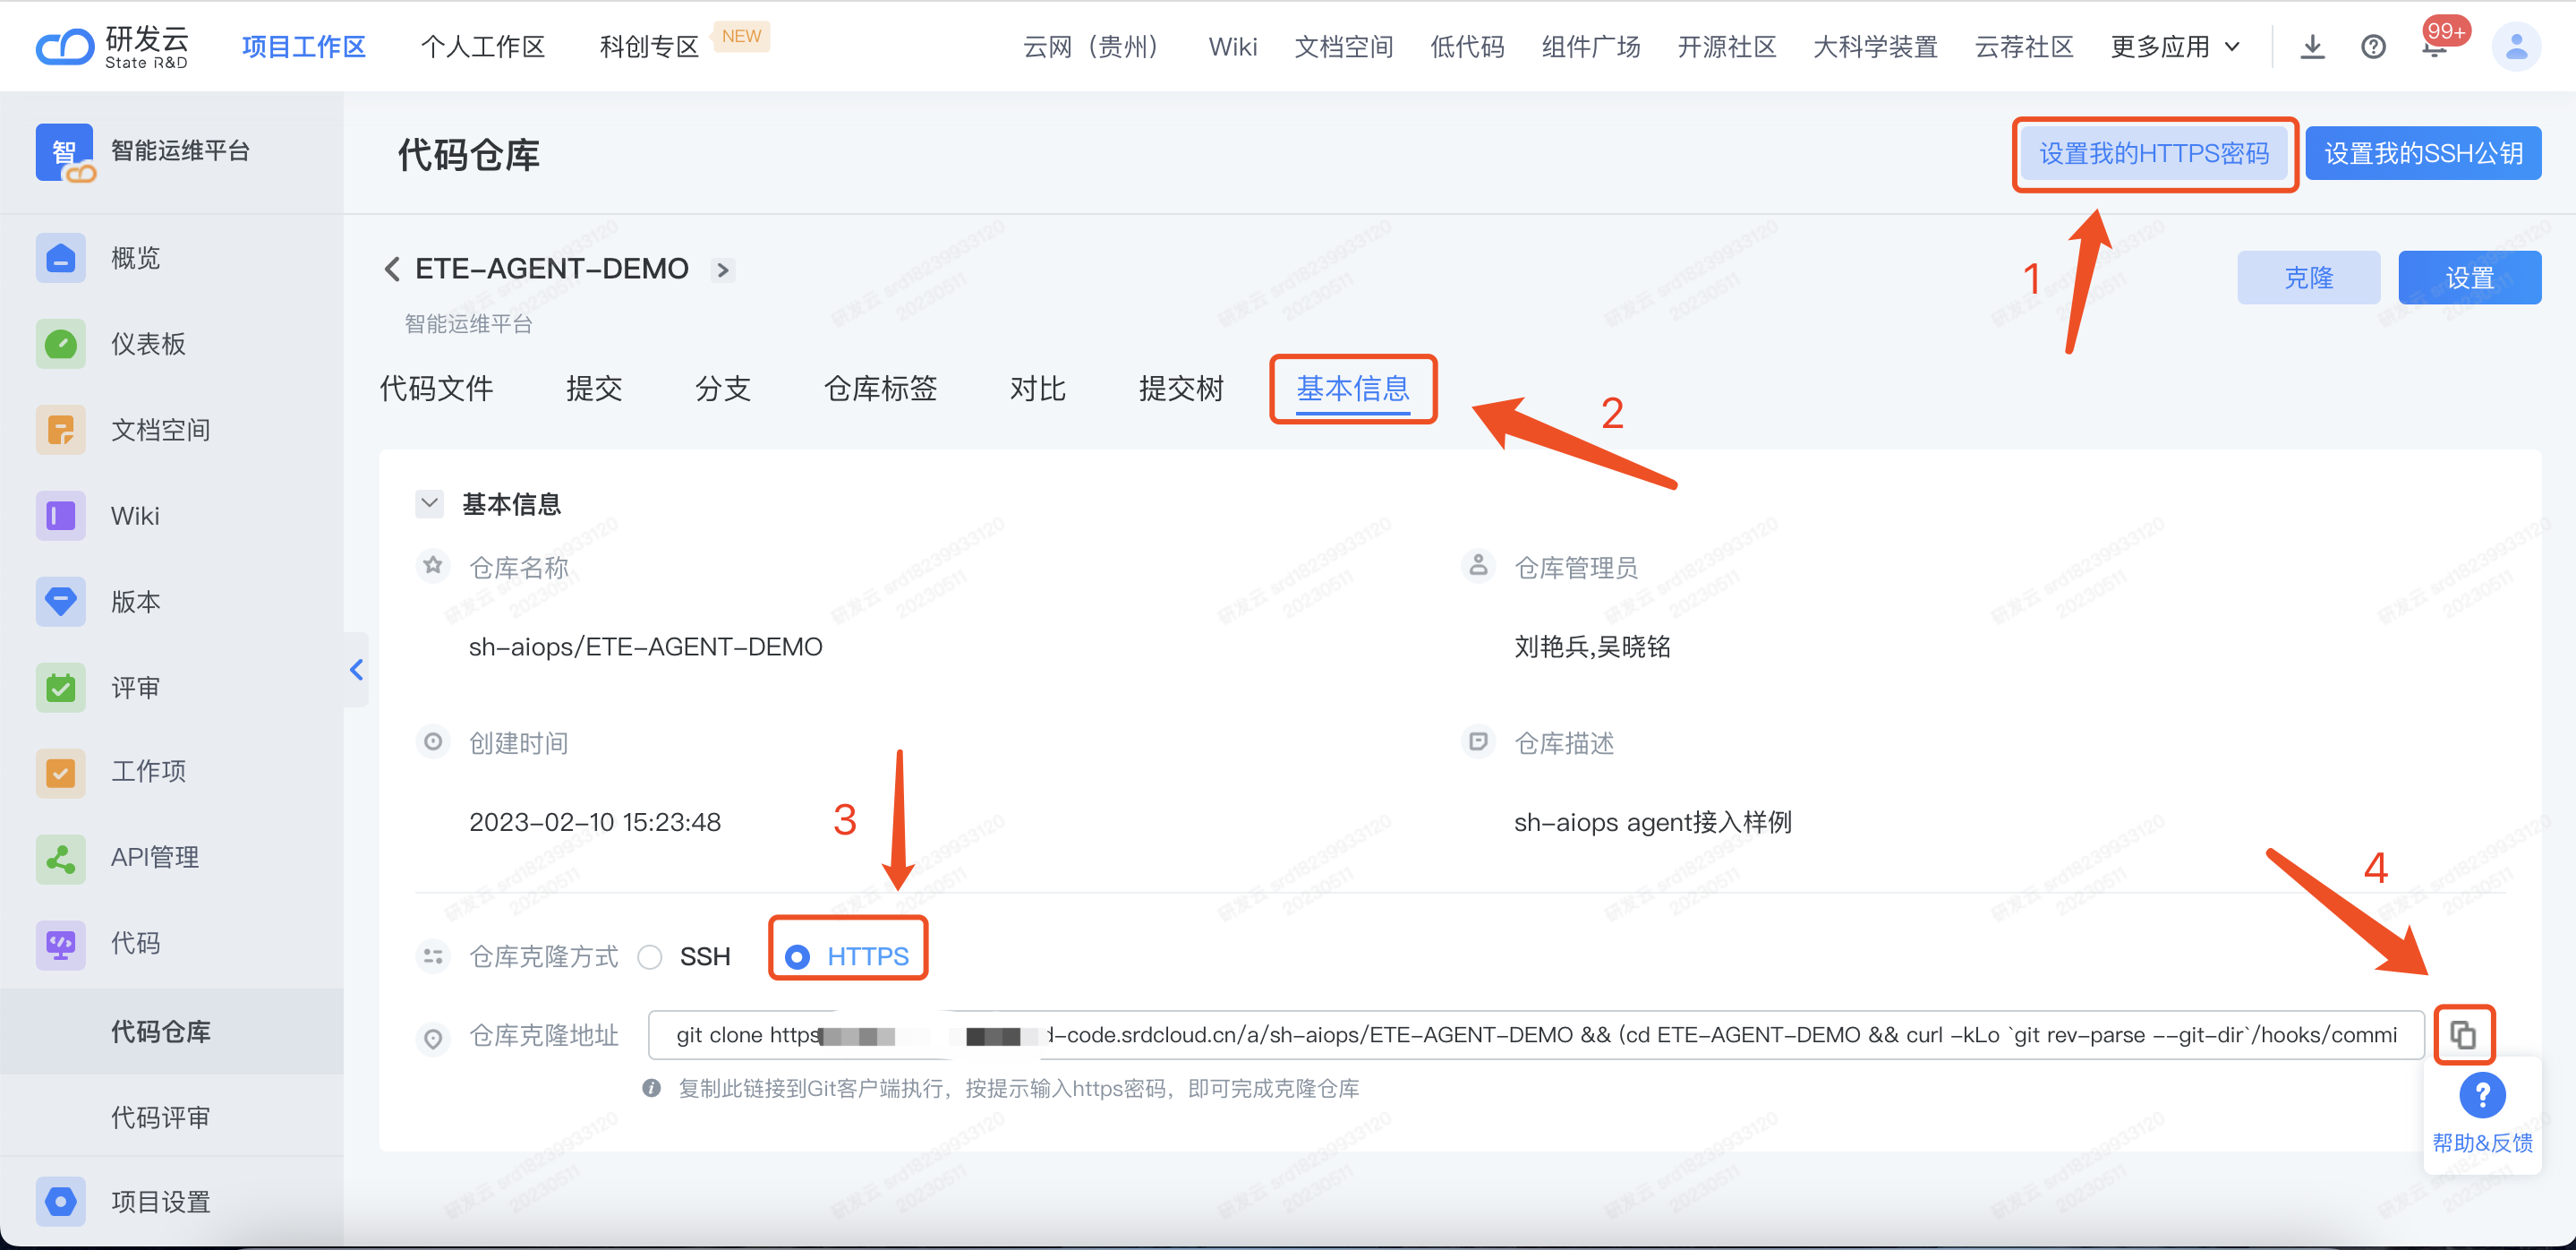 研发云
State R&D
项目工作区
个人工作区
科创专区
NEW
云网（贵州）
Wiki
文档空间
低代码
组件广场
开源社区
大科学装置
云荐社区
更多应用
99+
智
智能运维平台
代码仓库
设置我的HTTPS密码
设置我的SSH公钥
1
概览
仪表板
文档空间
Wiki
版本
评审
工作项
API管理
代码
代码仓库
代码评审
项目设置
ETE-AGENT-DEMO
智能运维平台
克隆
设置
代码文件
提交
分支
仓库标签
对比
提交树
基本信息
2
基本信息
仓库名称
sh-aiops/ETE-AGENT-DEMO
仓库管理员
刘艳兵,吴晓铭
创建时间
2023-02-10 15:23:48
仓库描述
sh-aiops agent接入样例
3
4
仓库克隆方式
SSH
HTTPS
仓库克隆地址
git clone https d-code.srdcloud.cn/a/sh-aiops/ETE-AGENT-DEMO && (cd ETE-AGENT-DEMO && curl -kLo `git rev-parse --git-dir`/hooks/commi
复制此链接到Git客户端执行，按提示输入https密码，即可完成克隆仓库
帮助&反馈
研发云 srd18239933120
20230511